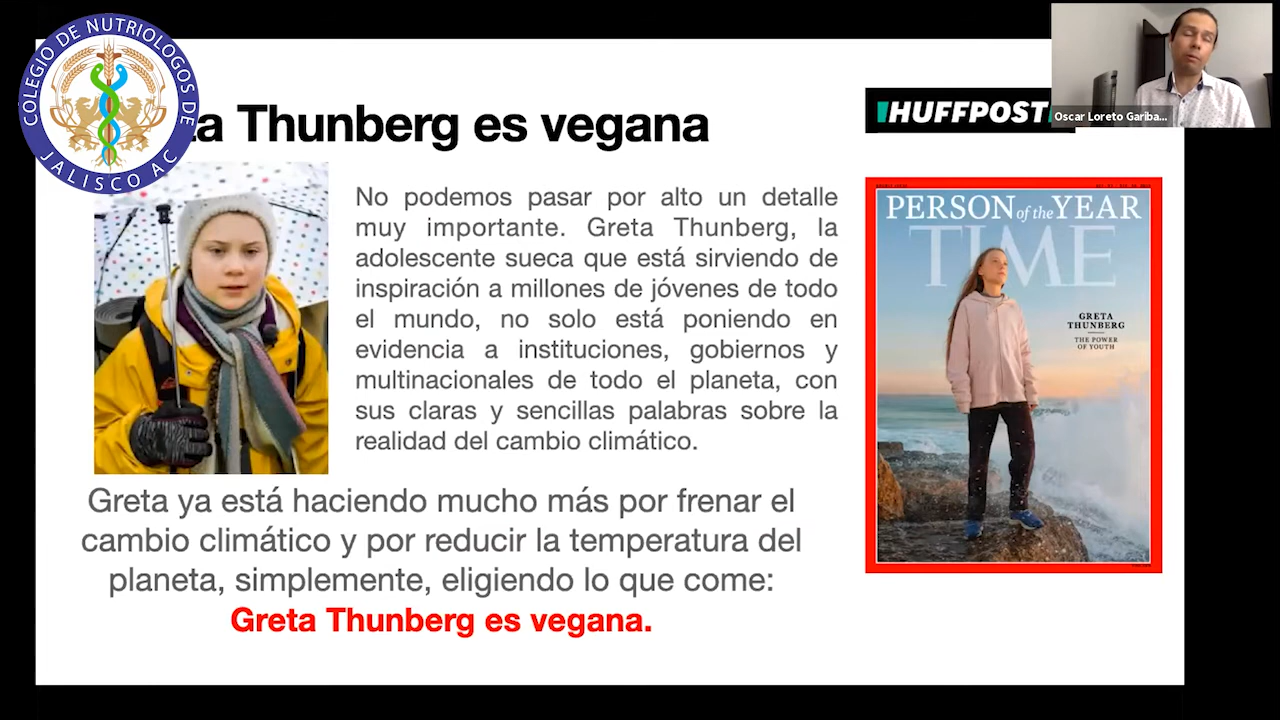 COLEGIO DE NUTRIOLOGOS DE
JALISCO AC
ta Thunberg es vegana
HUFFPOST
Oscar Loreto Gariba...
No podemos pasar por alto un detalle
muy importante. Greta Thunberg, la
adolescente sueca que está sirviendo de
inspiración a millones de jóvenes de todo
el mundo, no solo está poniendo en
evidencia a instituciones, gobiernos y
multinacionales de todo el planeta, con
sus claras y sencillas palabras sobre la
realidad del cambio climático.
PERSON of the YEAR
TIME
GRETA
THUNBERG
THE POWER
OF YOUTH
Greta ya está haciendo mucho más por frenar el
cambio climático y por reducir la temperatura del
planeta, simplemente, eligiendo lo que come:
Greta Thunberg es vegana.